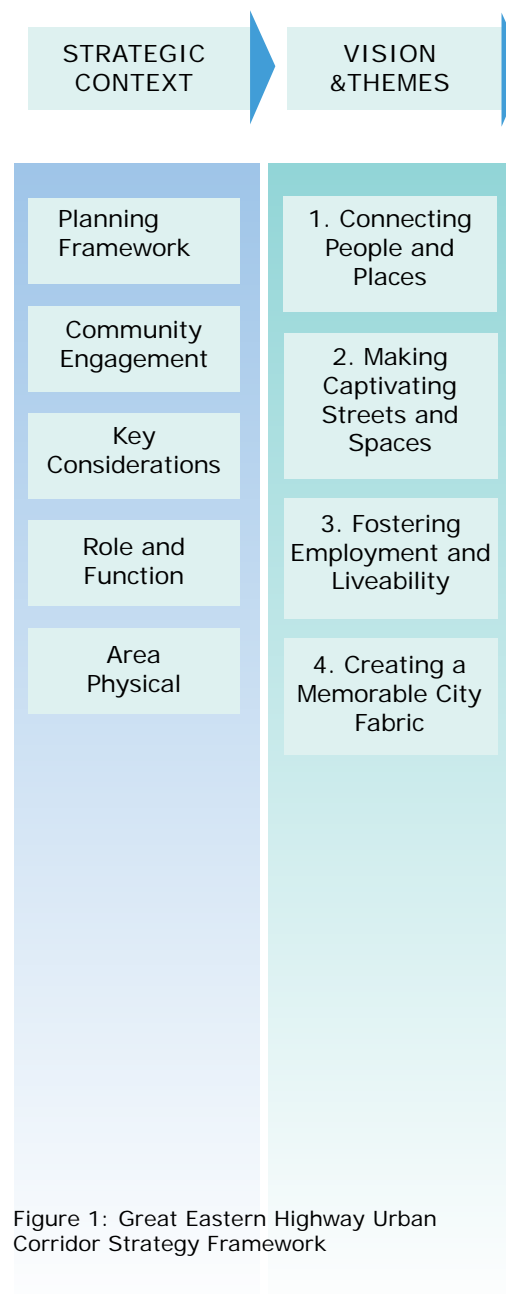 STRATEGIC
CONTEXT
VISION
&THEMES
Planning
Framework
Community
Engagement
Key
Considerations
Role and
Function
Area
Physical
1. Connecting
People and
Places
2. Making
Captivating
Streets and
Spaces
3. Fostering
Employment and
Liveability
4. Creating a
Memorable City
Fabric
Figure 1: Great Eastern Highway Urban
Corridor Strategy Framework